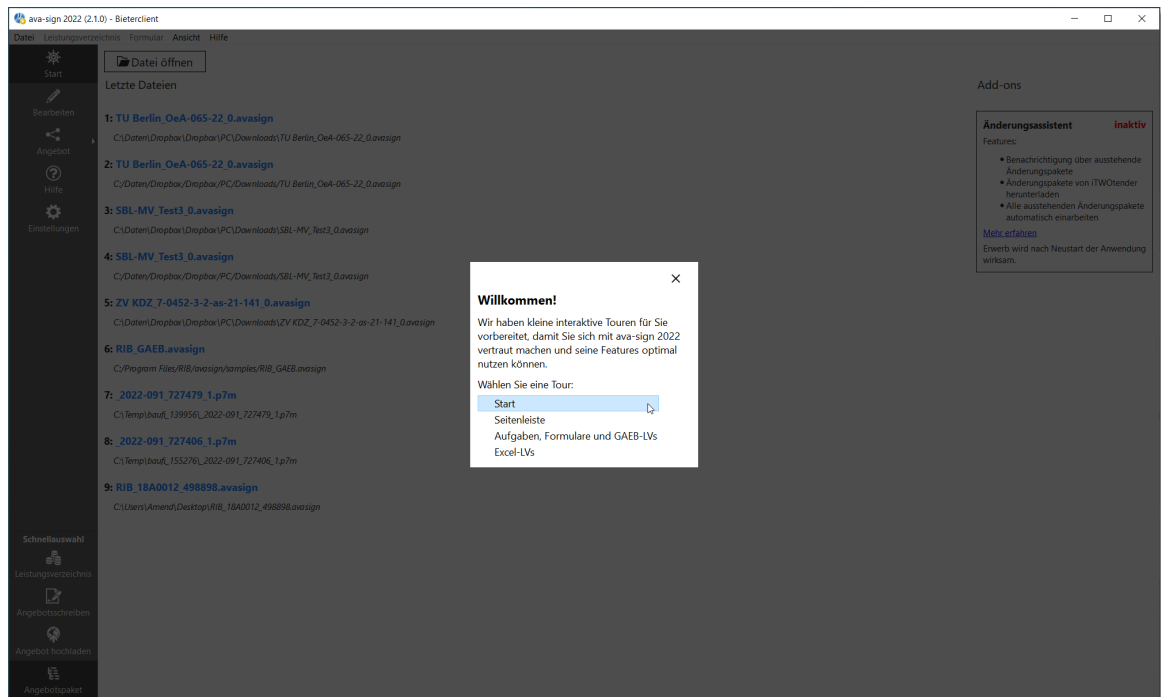 ava-sign 2022 (2.1.0) - Bieterclient
Datei Leistungsverzeichnis Formular Ansicht Hilfe
Start
Bearbeiten
Angebot
Hilfe
Einstellungen
Schnellauswahl
Leistungsverzeichnis
Angebotsschreiben
Angebot hochladen
Angebotspaket
Datei öffnen
Letzte Dateien
1: TU Berlin_OeA-065-22_0.avasign
C:\Daten\Dropbox\Dropbox\PC\Downloads\TU Berlin_OeA-065-22_0.avasign
2: TU Berlin_OeA-065-22_0.avasign
C:/Daten/Dropbox/Dropbox/PC/Downloads/TU Berlin_OeA-065-22_0.avasign
3: SBL-MV_Test3_0.avasign
C:\Daten\Dropbox\Dropbox\PC\Downloads\SBL-MV_Test3_0.avasign
4: SBL-MV_Test3_0.avasign
C:/Daten/Dropbox/Dropbox/PC/Downloads/SBL-MV_Test3_0.avasign
5: ZV KDZ_7-0452-3-2-as-21-141_0.avasign
C:\Daten\Dropbox\Dropbox\PC\Downloads\ZV KDZ_7-0452-3-2-as-21-141_0.avasign
6: RIB_GAEB.avasign
C:/Program Files/RIB/avasign/samples/RIB_GAEB.avasign
7: _2022-091_727479_1.p7m
C:\Temp\baufi_139956\_2022-091_727479_1.p7m
8: _2022-091_727406_1.p7m
C:\Temp\baufi_155276\_2022-091_727406_1.p7m
9: RIB_18A0012_498898.avasign
C:\Users\Amend\Desktop\RIB_18A0012_498898.avasign
Willkommen!
Wir haben kleine interaktive Touren für Sie
vorbereitet, damit Sie sich mit ava-sign 2022
vertraut machen und seine Features optimal
nutzen können.
Wählen Sie eine Tour:
Start
Seitenleiste
Aufgaben, Formulare und GAEB-LVs
Excel-LVs
Add-ons
Änderungsassistent inaktiv
Features:
• Benachrichtigung über ausstehende
Änderungspakete
• Änderungspakete von iTWOtender
herunterladen
• Alle ausstehenden Änderungspakete
automatisch einarbeiten
Mehr erfahren
Erwerb wird nach Neustart der Anwendung
wirksam.